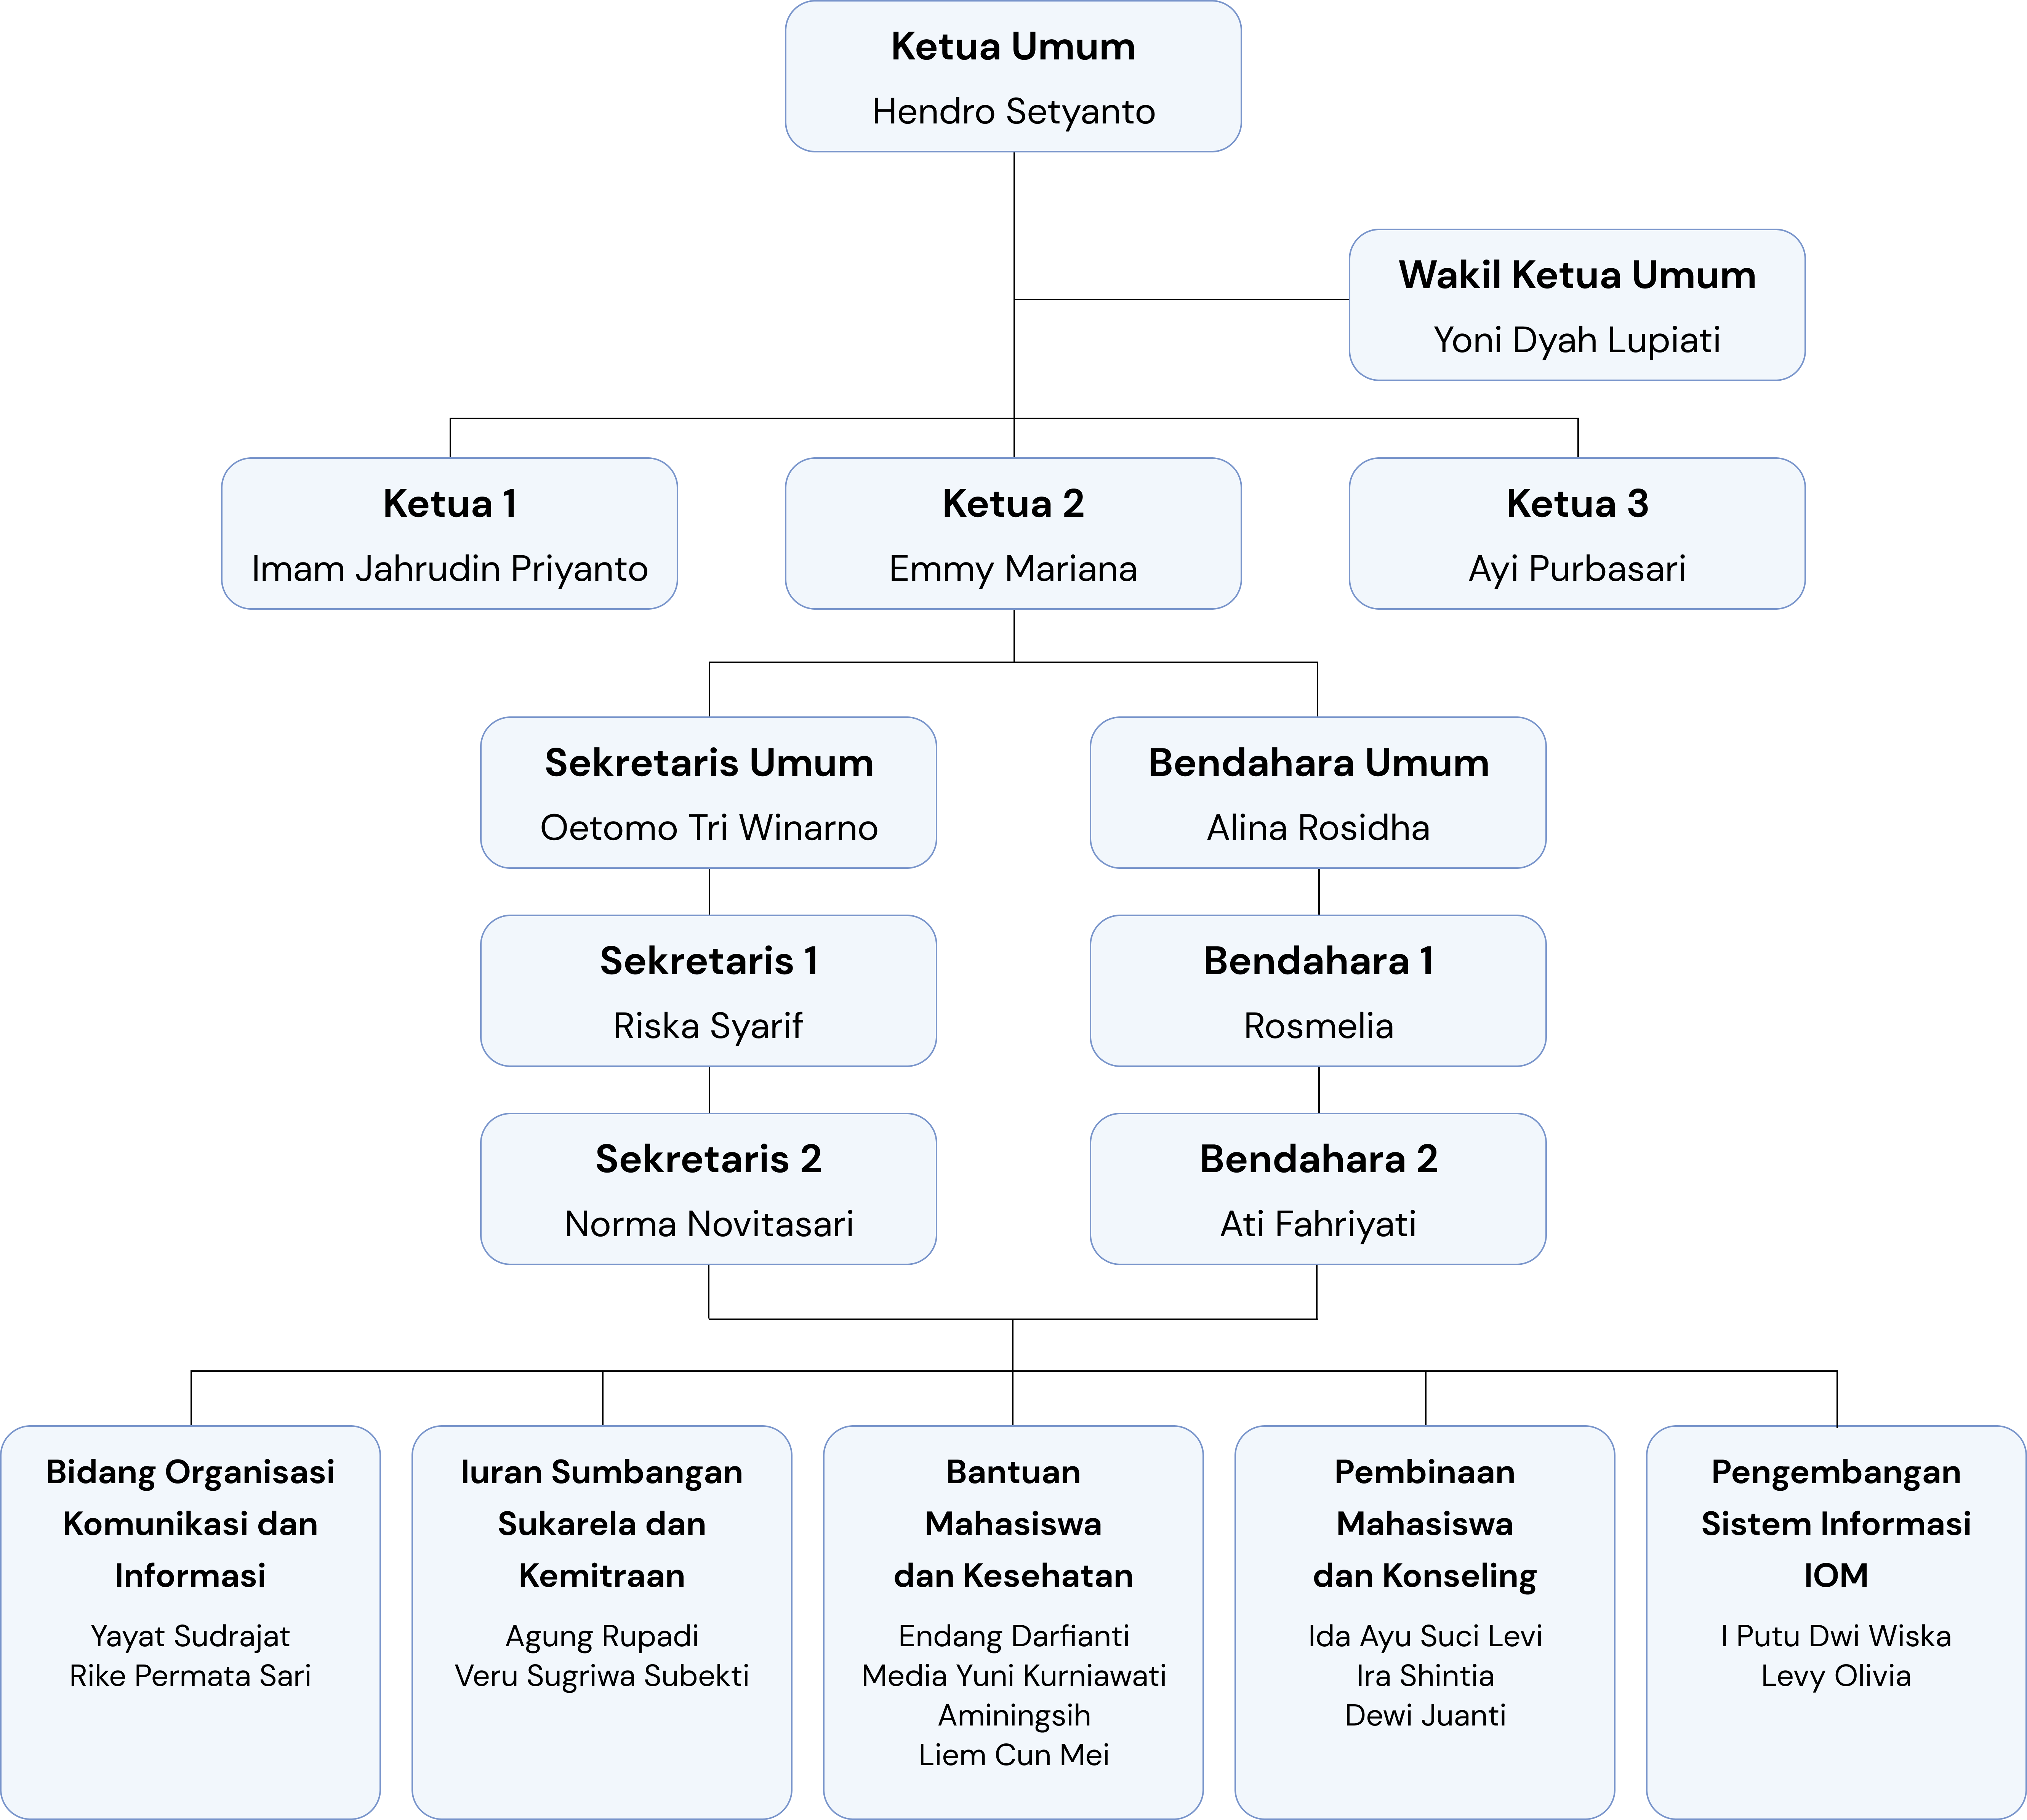 Ketua Umum
Hendro Setyanto
Wakil Ketua Umum
Yoni Dyah Lupiati
Ketua 1
Imam Jahrudin Priyanto
Ketua 2
Emmy Mariana
Ketua 3
Ayi Purbasari
Sekretaris Umum
Oetomo Tri Winarno
Bendahara Umum
Alina Rosidha
Sekretaris 1
Riska Syarif
Bendahara 1
Rosmelia
Sekretaris 2
Norma Novitasari
Bendahara 2
Ati Fahriyati
Bidang Organisasi
Komunikasi dan
Informasi
Yayat Sudrajat
Rike Permata Sari
Iuran Sumbangan
Sukarela dan
Kemitraan
Agung Rupadi
Veru Sugriwa Subekti
Bantuan
Mahasiswa
dan Kesehatan
Endang Darfianti
Media Yuni Kurniawati
Aminingsih
Liem Cun Mei
Pembinaan
Mahasiswa
dan Konseling
Ida Ayu Suci Levi
Ira Shintia
Dewi Juanti
Pengembangan
Sistem Informasi
IOM
I Putu Dwi Wiska
Levy Olivia